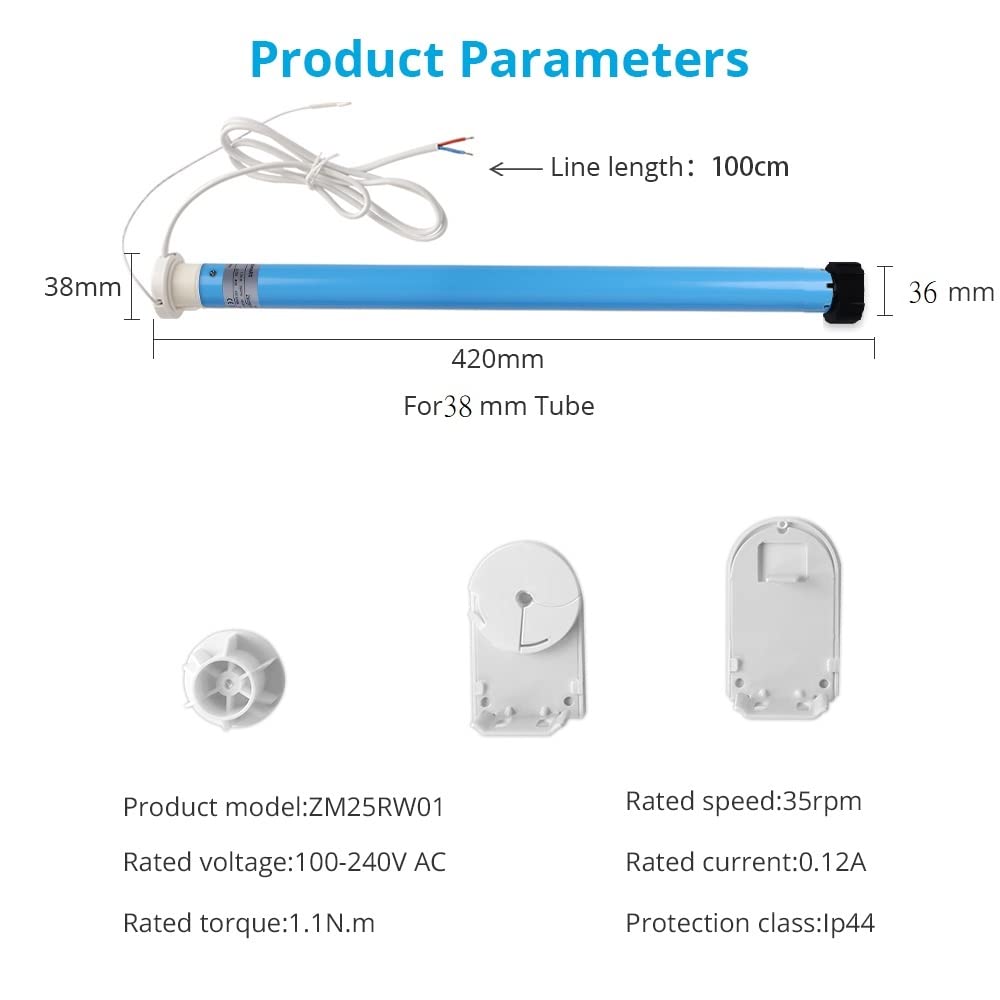 Product Parameters
Line length：100cm
38mm
36 mm
420mm
For38 mm Tube
Product model:ZM25RW01
Rated speed:35rpm
Rated voltage:100-240V AC
Rated current:0.12A
Rated torque:1.1N.m
Protection class:Ip44